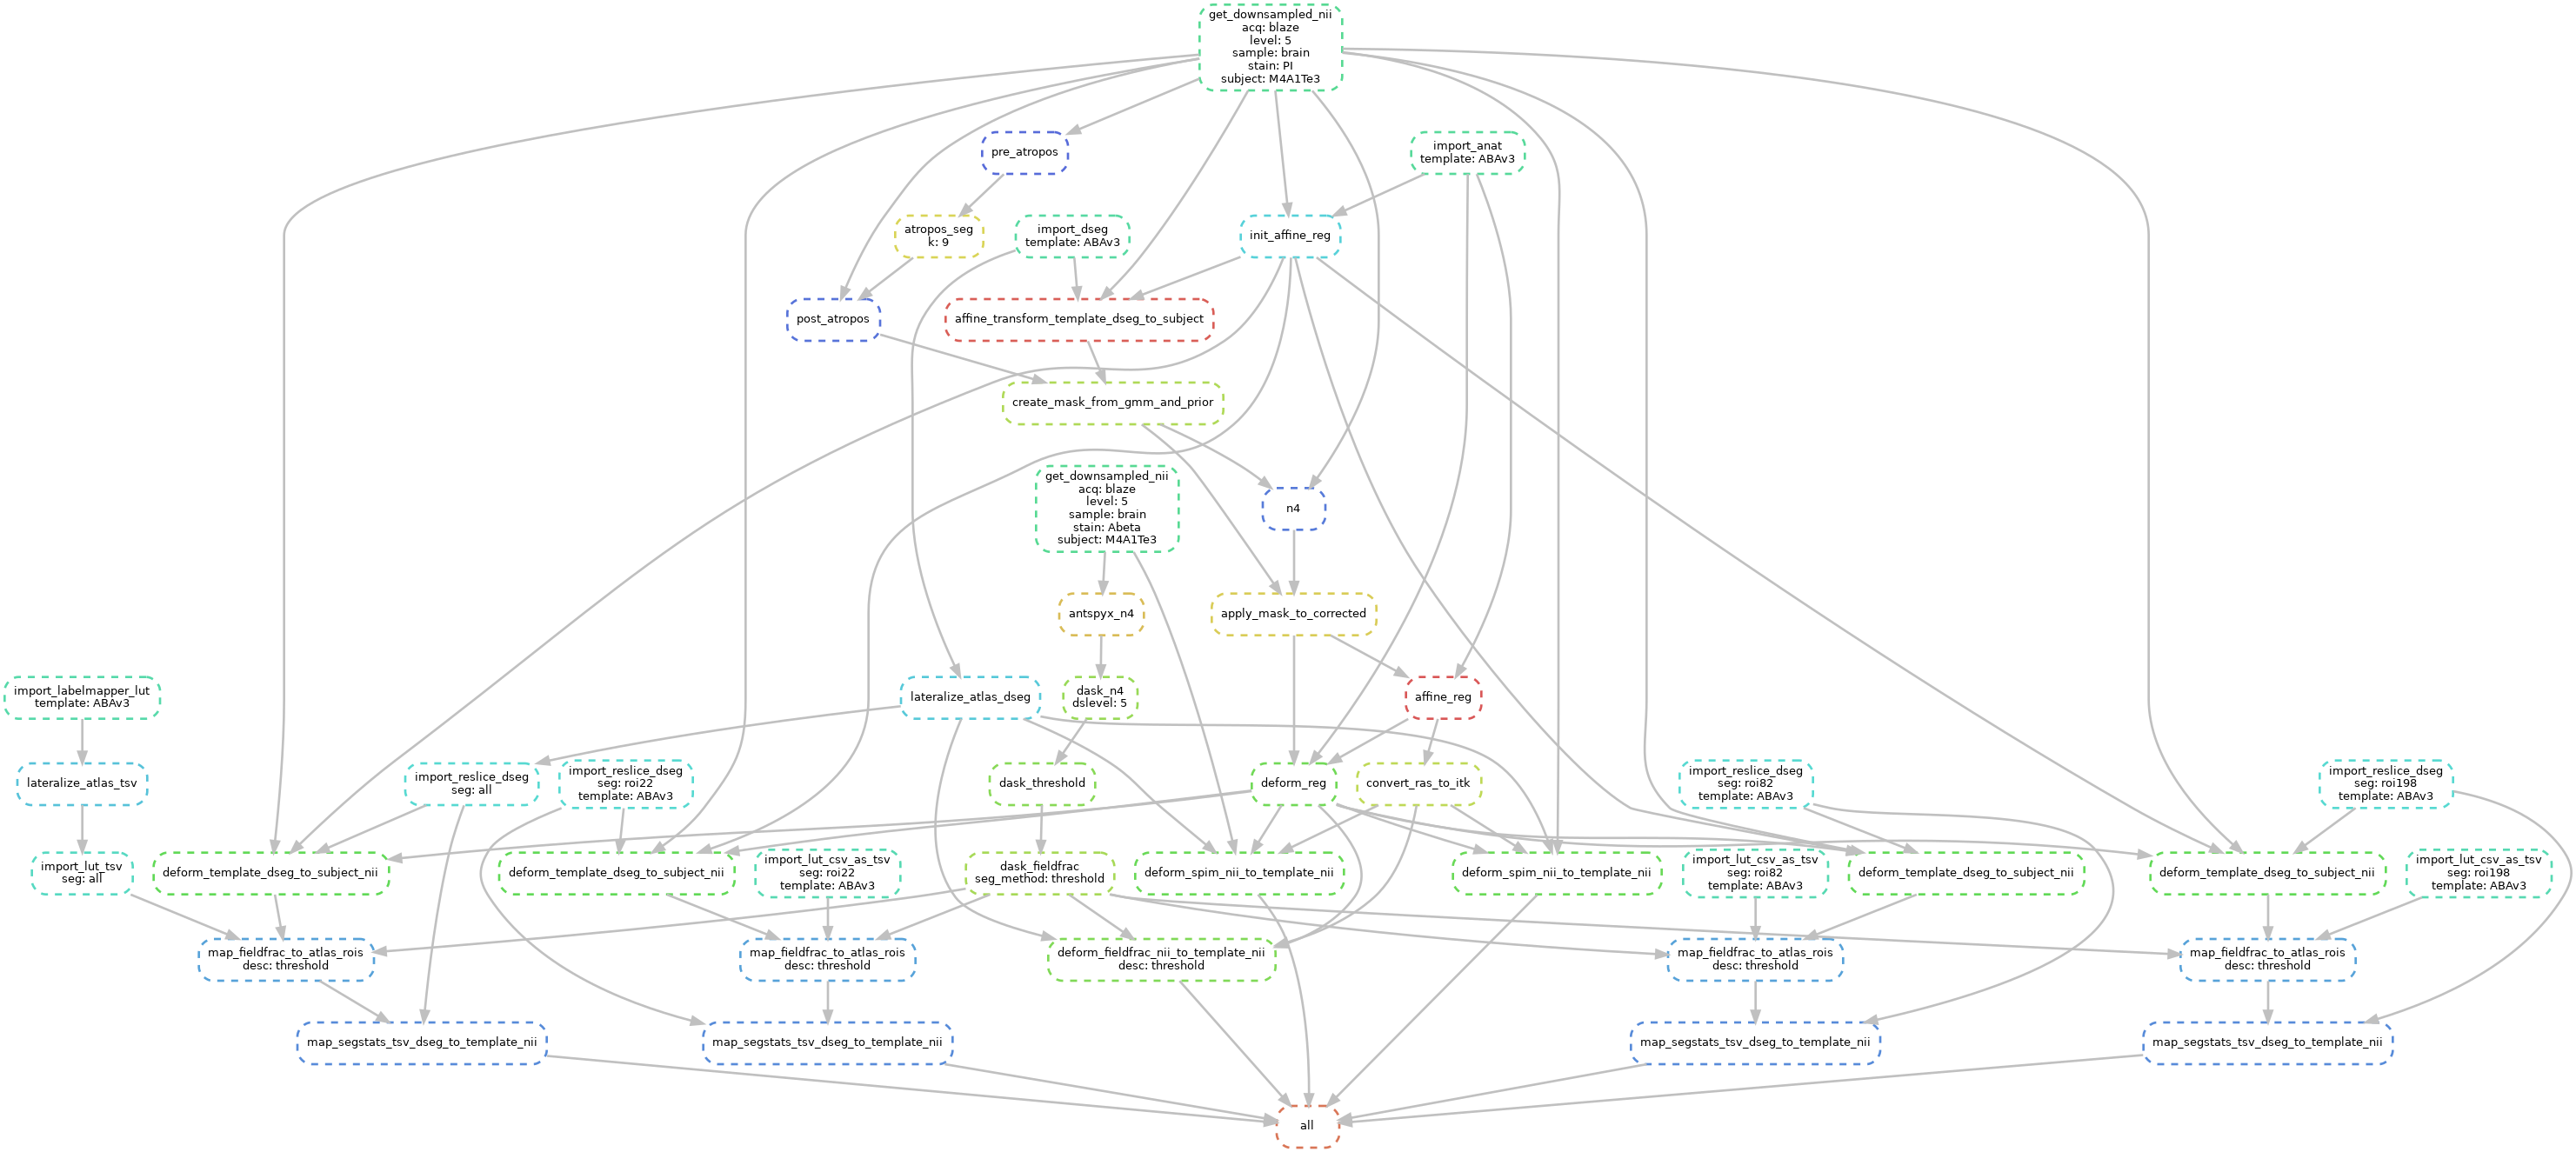 get_downsampled_nii
acq: blaze
level: 5
sample: brain
stain: PI
subject: M4A1Te3
pre_atropos
import_anat
template: ABAv3
atropos_seg
k: 9
import_dseg
template: ABAv3
init_affine_reg
post_atropos
affine_transform_template_dseg_to_subject
create_mask_from_gmm_and_prior
get_downsampled_nii
acq: blaze
level: 5
sample: brain
stain: Abeta
subject: M4A1Te3
n4
antspyx_n4
apply_mask_to_corrected
import_labelmapper_lut
template: ABAv3
lateralize_atlas_dseg
dask_n4
dslevel: 5
affine_reg
lateralize_atlas_tsv
import_reslice_dseg
seg: all
import_reslice_dseg
seg: roi22
template: ABAv3
dask_threshold
deform_reg
convert_ras_to_itk
import_reslice_dseg
seg: roi82
template: ABAv3
import_reslice_dseg
seg: roi198
template: ABAv3
import_lut_tsv
seg: all
deform_template_dseg_to_subject_nii
deform_template_dseg_to_subject_nii
import_lut_csv_as_tsv
seg: roi22
template: ABAv3
dask_fieldfrac
seg_method: threshold
deform_spim_nii_to_template_nii
deform_spim_nii_to_template_nii
import_lut_csv_as_tsv
seg: roi82
template: ABAv3
deform_template_dseg_to_subject_nii
deform_template_dseg_to_subject_nii
import_lut_csv_as_tsv
seg: roi198
template: ABAv3
map_fieldfrac_to_atlas_rois
desc: threshold
map_fieldfrac_to_atlas_rois
desc: threshold
deform_fieldfrac_nii_to_template_nii
desc: threshold
map_fieldfrac_to_atlas_rois
desc: threshold
map_fieldfrac_to_atlas_rois
desc: threshold
map_segstats_tsv_dseg_to_template_nii
map_segstats_tsv_dseg_to_template_nii
map_segstats_tsv_dseg_to_template_nii
map_segstats_tsv_dseg_to_template_nii
all